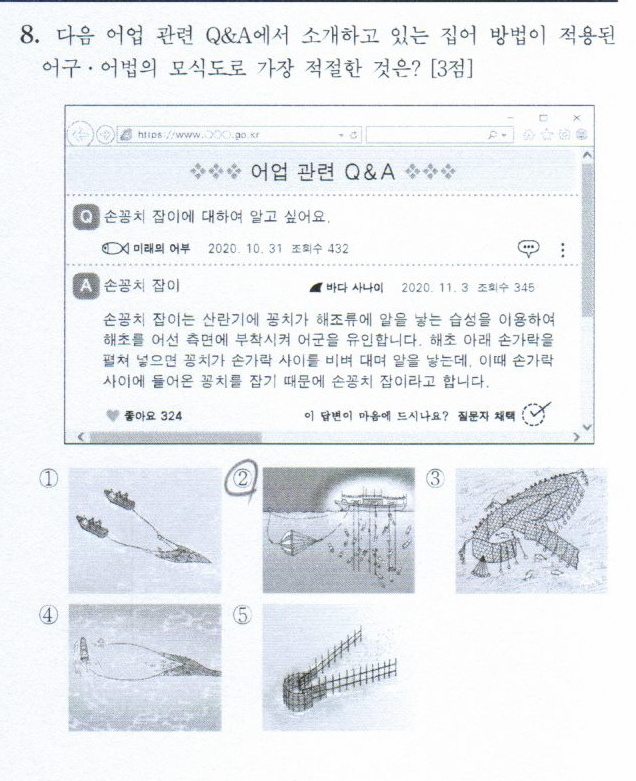 8. 다음 어업 관련 Q&A에서 소개하고 있는 집어 방법이 적용된
어구·어법의 모식도로 가장 적절한 것은? [3점]
https://www.○○○.go.kr
어업 관련 Q&A
Q 손꽁치 잡이에 대하여 알고 싶어요.
미래의 어부 2020. 10. 31 조회수 432
A 손꽁치 잡이 바다 사나이 2020. 11. 3 조회수 345
손꽁치 잡이는 산란기에 꽁치가 해조류에 알을 낳는 습성을 이용하여
해초를 어선 측면에 부착시켜 어군을 유인합니다. 해초 아래 손가락을
펼쳐 넣으면 꽁치가 손가락 사이를 비벼 대며 알을 낳는데, 이때 손가락
사이에 들어온 꽁치를 잡기 때문에 손꽁치 잡이라고 합니다.
좋아요 324 이 답변이 마음에 드시나요? 질문자 채택
① ② ③
④ ⑤